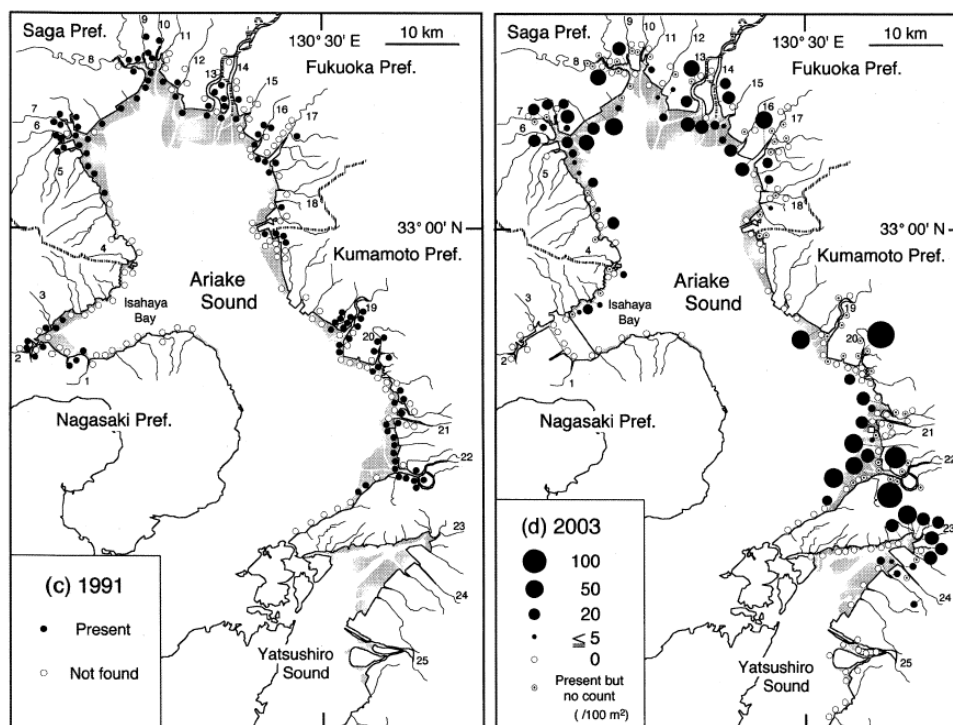 Saga Pref.
9
10
11
130° 30' E
10 km
8
12
13
14
Fukuoka Pref.
15
7
16
6
17
5
18
33° 00' N
4
Kumamoto Pref.
Ariake
Sound
3
Isahaya
Bay
19
20
2
1
Nagasaki Pref.
21
22
23
(c) 1991
Present
24
Not found
Yatsushiro
Sound
25
Saga Pref.
9
10
11
130° 30' E
10 km
8
12
13
14
Fukuoka Pref.
15
7
16
6
17
5
18
33° 00' N
4
Kumamoto Pref.
Ariake
Sound
3
Isahaya
Bay
19
20
2
1
Nagasaki Pref.
21
22
(d) 2003
23
100
50
20
24
≤ 5
0
Yatsushiro
Sound
25
Present but
no count
( /100 m²)